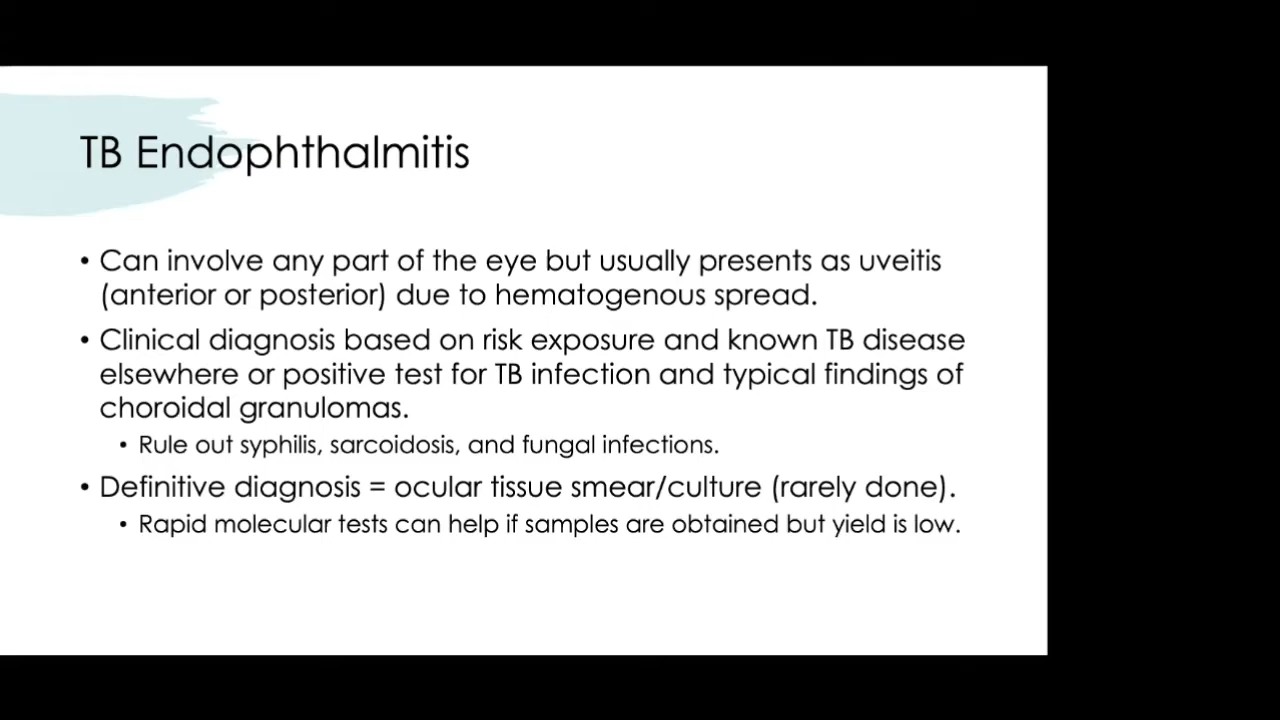 TB Endophthalmitis
• Can involve any part of the eye but usually presents as uveitis
(anterior or posterior) due to hematogenous spread.
• Clinical diagnosis based on risk exposure and known TB disease
elsewhere or positive test for TB infection and typical findings of
choroidal granulomas.
• Rule out syphilis, sarcoidosis, and fungal infections.
• Definitive diagnosis = ocular tissue smear/culture (rarely done).
• Rapid molecular tests can help if samples are obtained but yield is low.